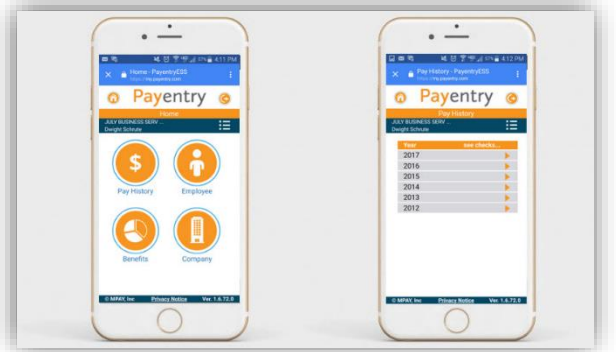 4:11 PM
Home - PayentryESS
https://my.payentry.com
Payentry
Home
JULY BUSINESS SERV ...
Dwight Schrute
$
Pay History
Employee
Benefits
Company
© MPAY, Inc Privacy Notice Ver. 1.6.72.0
4:12 PM
Pay History - PayentryESS
https://my.payentry.com
Payentry
Pay History
JULY BUSINESS SERV ...
Dwight Schrute
Year see checks...
2017
2016
2015
2014
2013
2012
© MPAY, Inc Privacy Notice Ver. 1.6.72.0